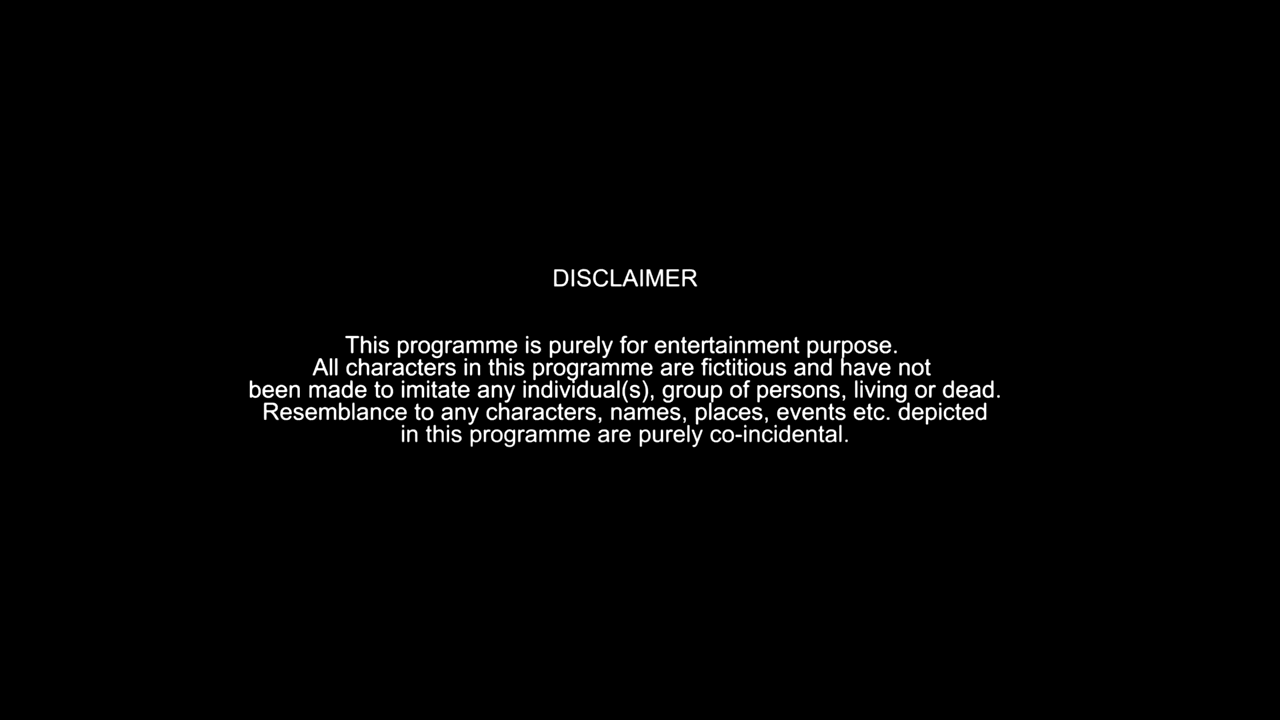 DISCLAIMER
This programme is purely for entertainment purpose.
All characters in this programme are fictitious and have not
been made to imitate any individual(s), group of persons, living or dead.
Resemblance to any characters, names, places, events etc. depicted
in this programme are purely co-incidental.